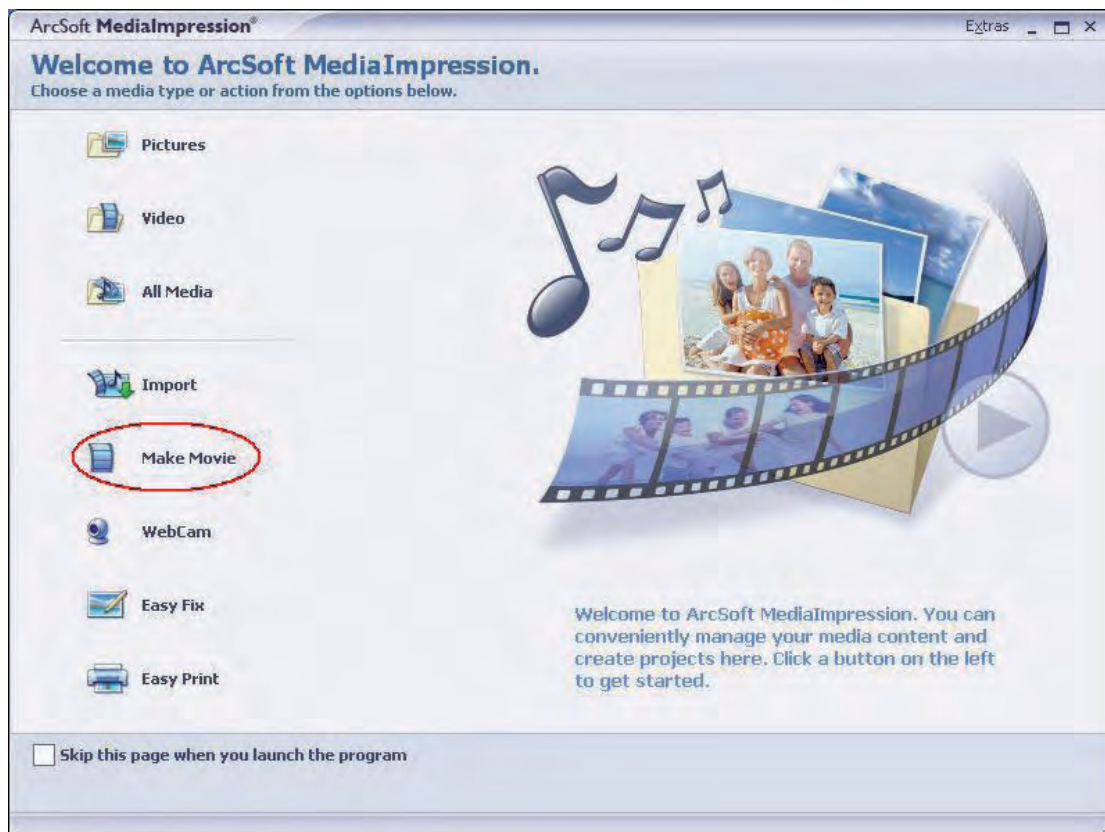 ArcSoft MediaImpression®
Extras
Welcome to ArcSoft MediaImpression.
Choose a media type or action from the options below.
Pictures
Video
All Media
Import
Make Movie
WebCam
Easy Fix
Easy Print
Welcome to ArcSoft MediaImpression. You can
conveniently manage your media content and
create projects here. Click a button on the left
to get started.
Skip this page when you launch the program